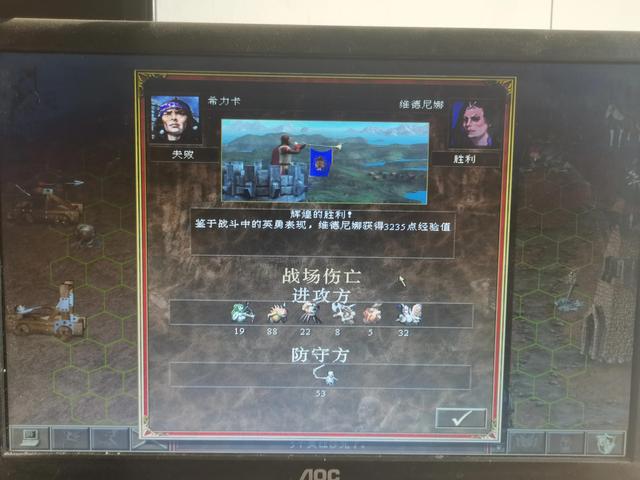 希力卡
维德尼娜
失败
胜利
辉煌的胜利!
鉴于战斗中的英勇表现，维德尼娜获得3235点经验值
战场伤亡
进攻方
19 88 22 8 5 32
防守方
53
AOC